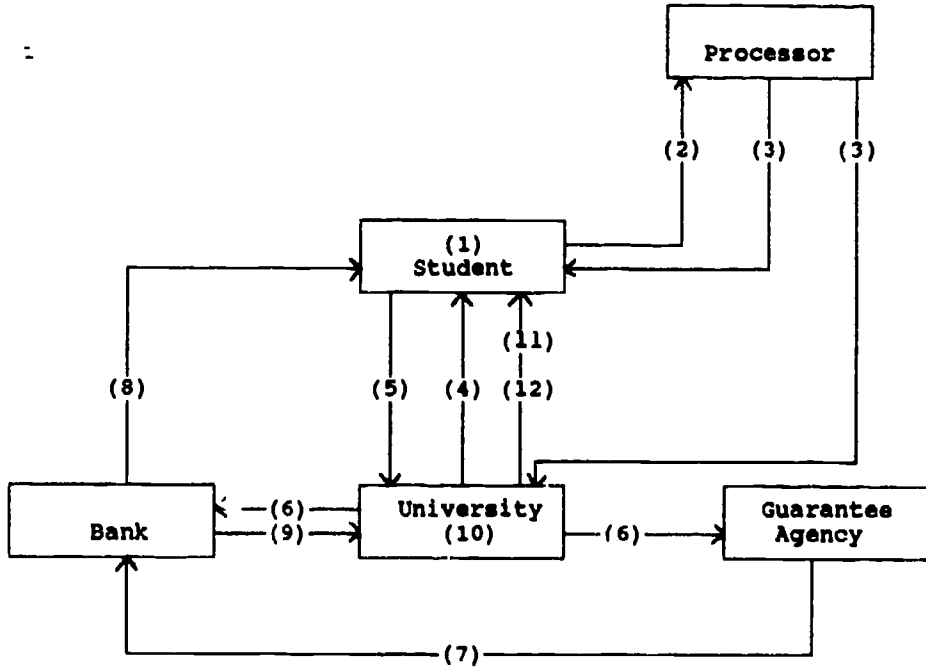 Processor
(2) (3) (3)
(1)
Student
(11)
(8) (5) (4) (12)
University
(6)
Bank
(9)
(10)
(6)
Guarantee
Agency
(7)